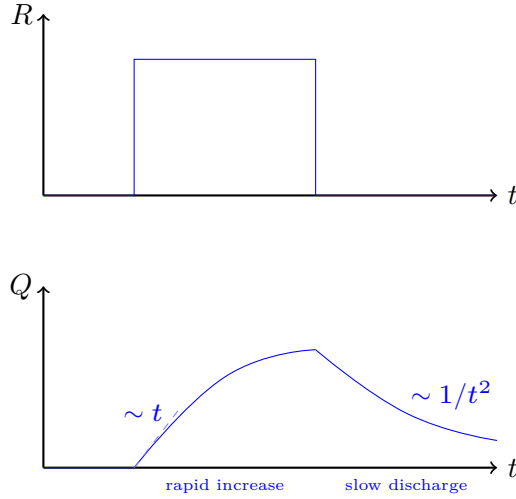 R
t
Q
∼ t
∼ 1/t²
t
rapid increase
slow discharge